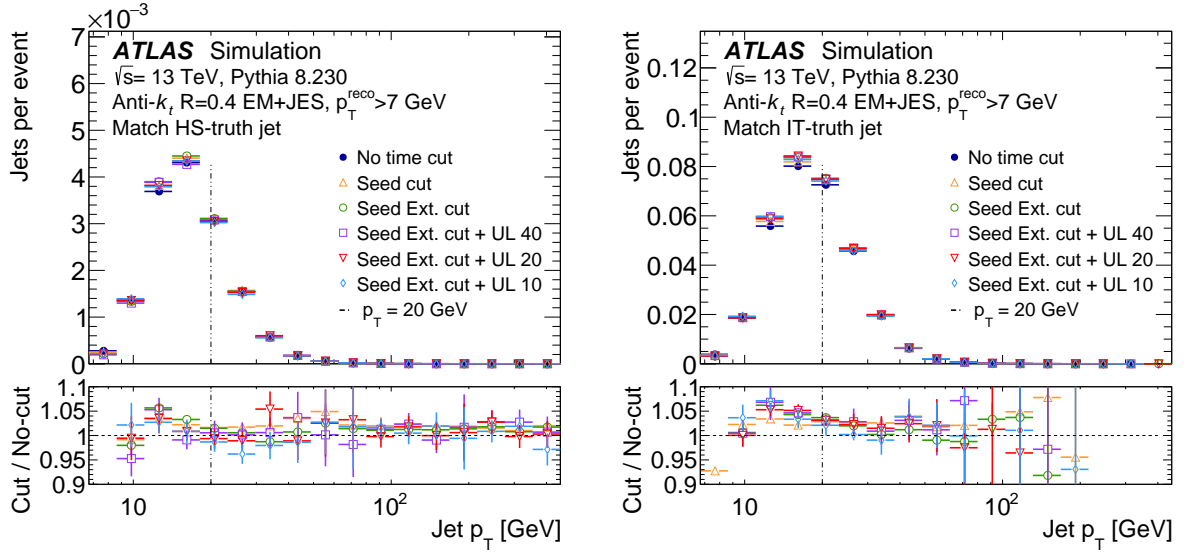 ×10⁻³
Jets per event
7
6
5
4
3
2
1
0
ATLAS Simulation
√s= 13 TeV, Pythia 8.230
Anti-kₜ R=0.4 EM+JES, p_T^reco>7 GeV
Match HS-truth jet
No time cut
Seed cut
Seed Ext. cut
Seed Ext. cut + UL 40
Seed Ext. cut + UL 20
Seed Ext. cut + UL 10
p_T = 20 GeV
Cut / No-cut
1.1
1.05
1
0.95
0.9
10 10²
Jet p_T [GeV]
Jets per event
0.12
0.1
0.08
0.06
0.04
0.02
0
ATLAS Simulation
√s= 13 TeV, Pythia 8.230
Anti-kₜ R=0.4 EM+JES, p_T^reco>7 GeV
Match IT-truth jet
No time cut
Seed cut
Seed Ext. cut
Seed Ext. cut + UL 40
Seed Ext. cut + UL 20
Seed Ext. cut + UL 10
p_T = 20 GeV
Cut / No-cut
1.1
1.05
1
0.95
0.9
10 10²
Jet p_T [GeV]